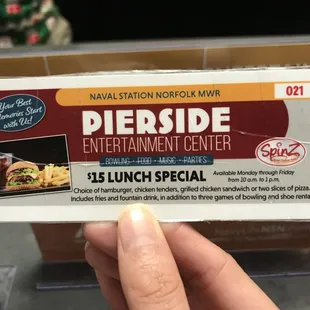 NAVAL STATION NORFOLK MWR
021
Your Best
Memories Start
with Us!
PIERSIDE
ENTERTAINMENT CENTER
BOWLING · FOOD · MUSIC · PARTIES
SpinZ
$15 LUNCH SPECIAL
Available Monday through Friday
from 10 a.m. to 1 p.m.
Choice of hamburger, chicken tenders, grilled chicken sandwich or two slices of pizza.
Includes fries and fountain drink, in addition to three games of bowling and shoe renta